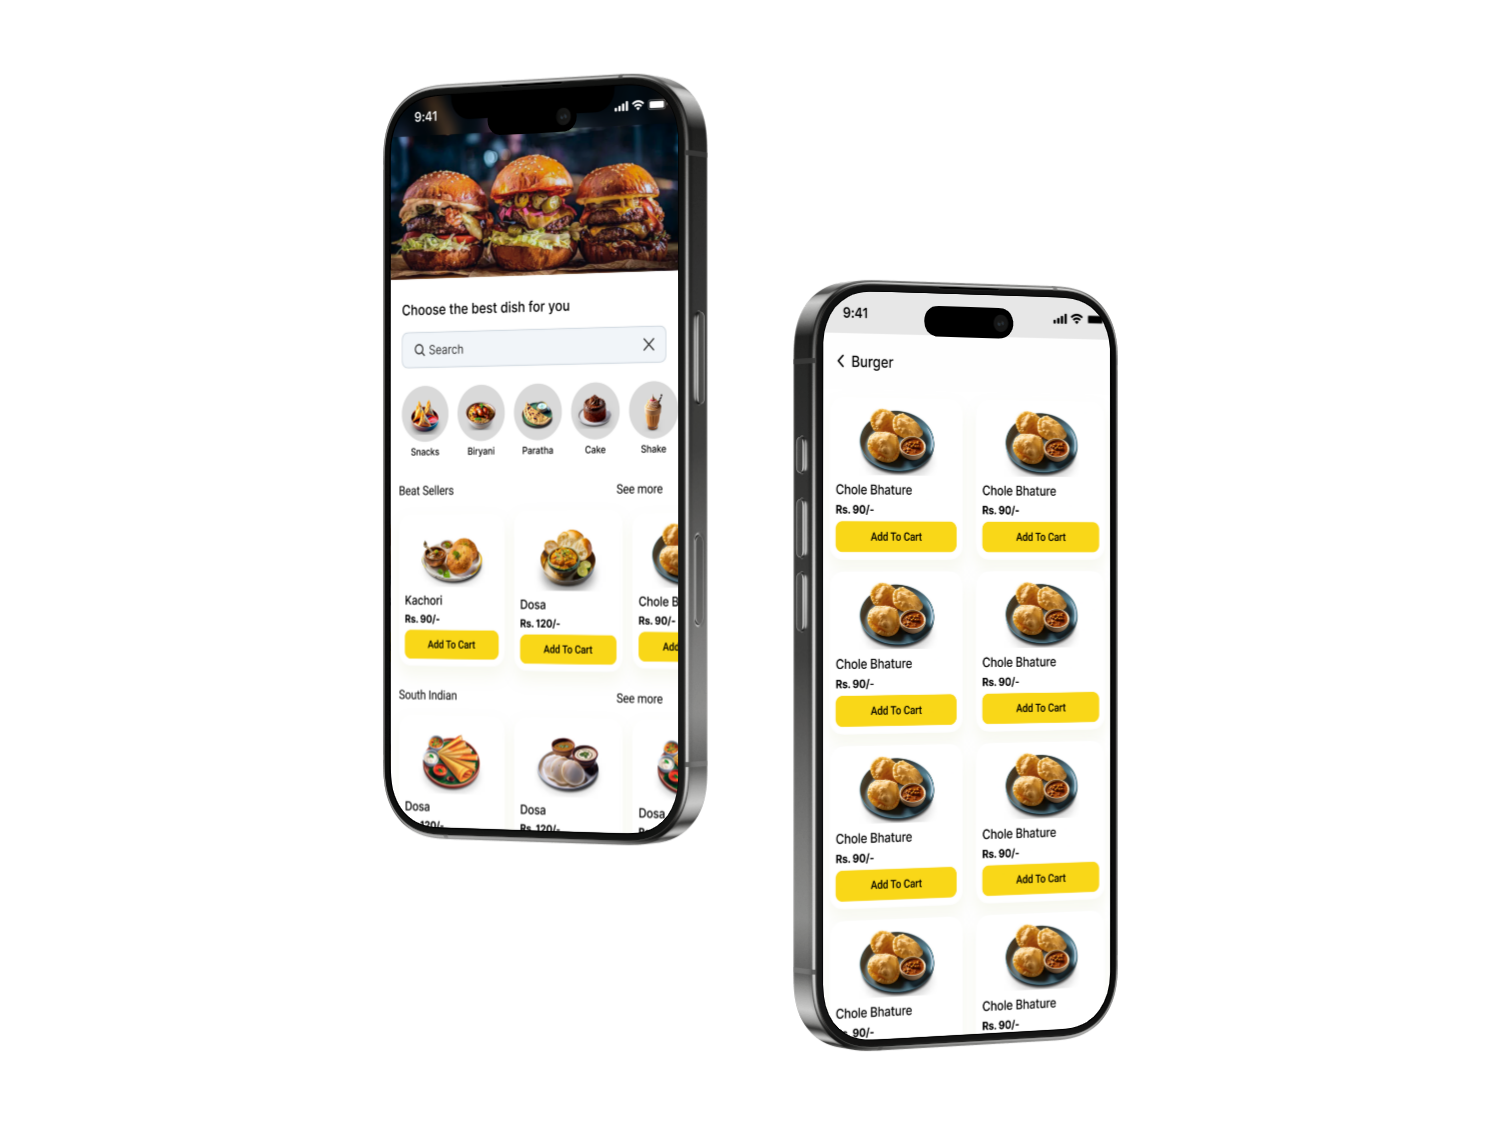 9:41
Choose the best dish for you
Search
Snacks Biryani Paratha Cake Shake
Beat Sellers See more
Kachori Dosa Chole B
Rs. 90/- Rs. 120/- Rs. 90/-
Add To Cart Add To Cart Add
South Indian See more
Dosa Dosa Dosa
120/- Rs. 120/-
9:41
Burger
Chole Bhature Chole Bhature
Rs. 90/- Rs. 90/-
Add To Cart Add To Cart
Chole Bhature Chole Bhature
Rs. 90/- Rs. 90/-
Add To Cart Add To Cart
Chole Bhature Chole Bhature
Rs. 90/- Rs. 90/-
Add To Cart Add To Cart
Chole Bhature Chole Bhature
90/- Rs. 90/-